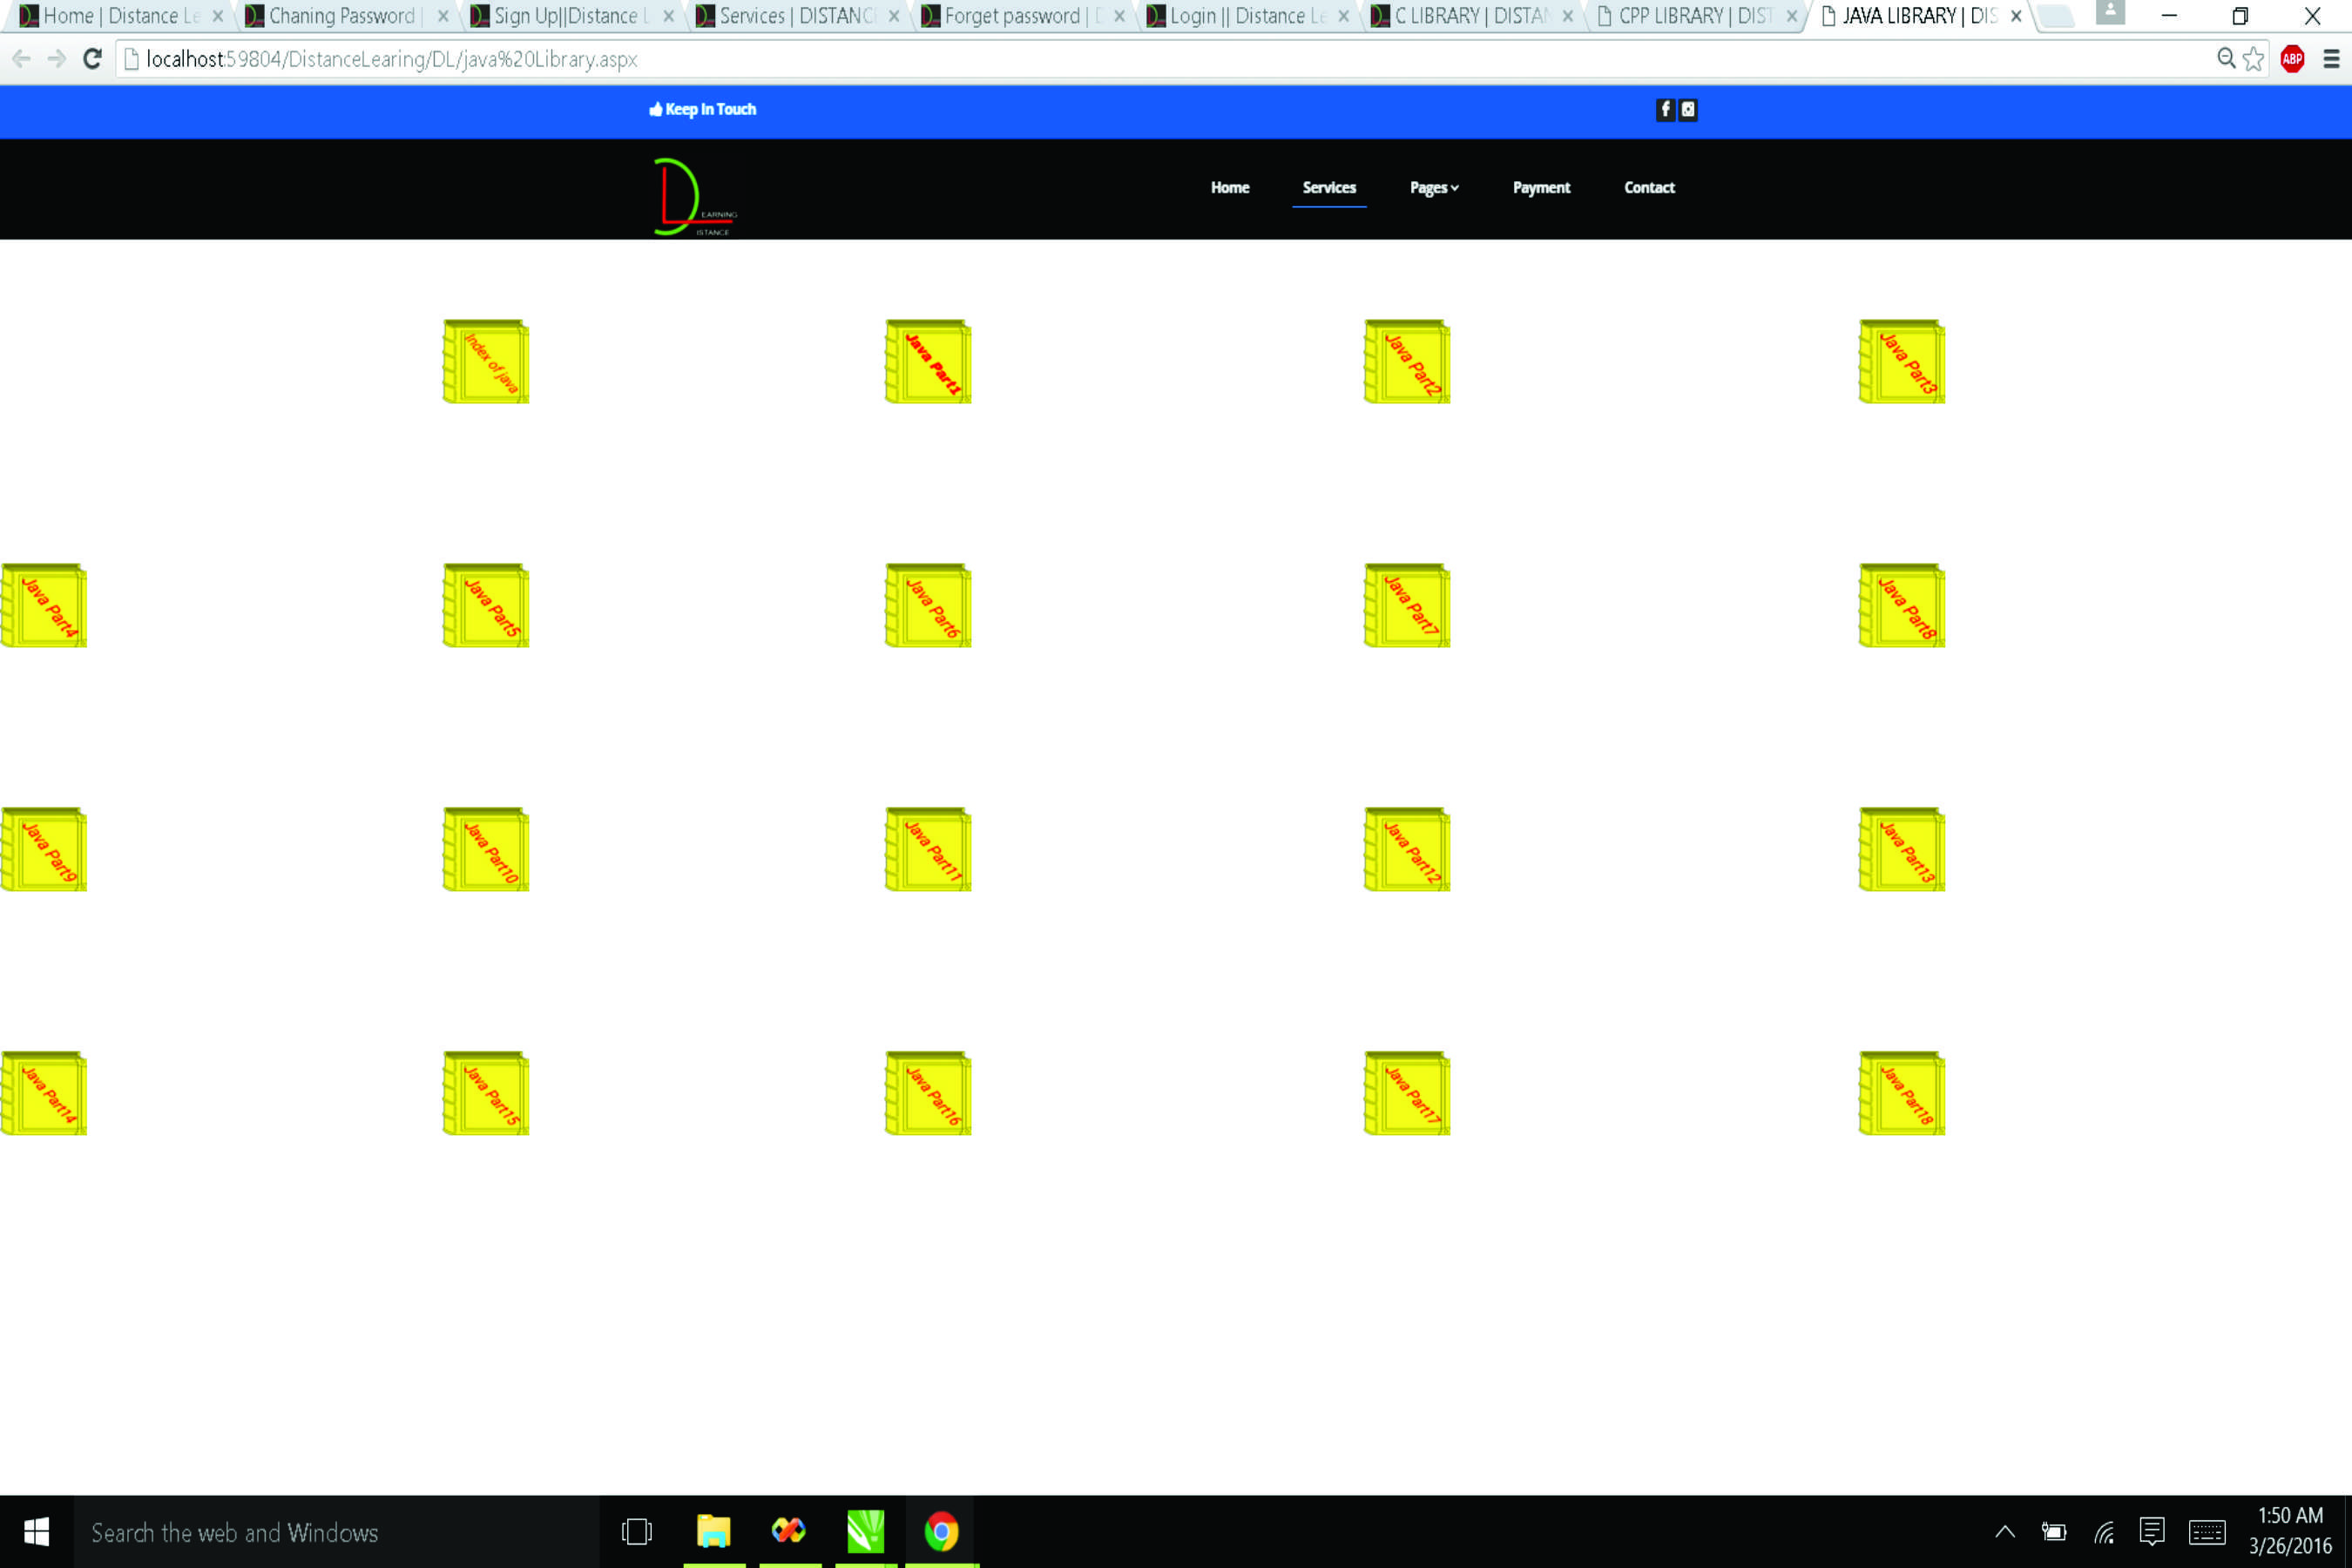 Home | Distance Le
Chaning Password |
Sign Up||Distance L
Services | DISTANC
Forget password | D
Login || Distance Le
C LIBRARY | DISTAN
CPP LIBRARY | DIST
JAVA LIBRARY | DIS
localhost:59804/DistanceLearing/DL/java%20Library.aspx
ABP
Keep In Touch
EARNING
ISTANCE
Home Services Pages Payment Contact
Index of java
Java Part1
Java Part2
Java Part3
Java Part4
Java Part5
Java Part6
Java Part7
Java Part8
Java Part9
Java Part10
Java Part11
Java Part12
Java Part13
Java Part14
Java Part15
Java Part16
Java Part17
Java Part18
Search the web and Windows
1:50 AM
3/26/2016